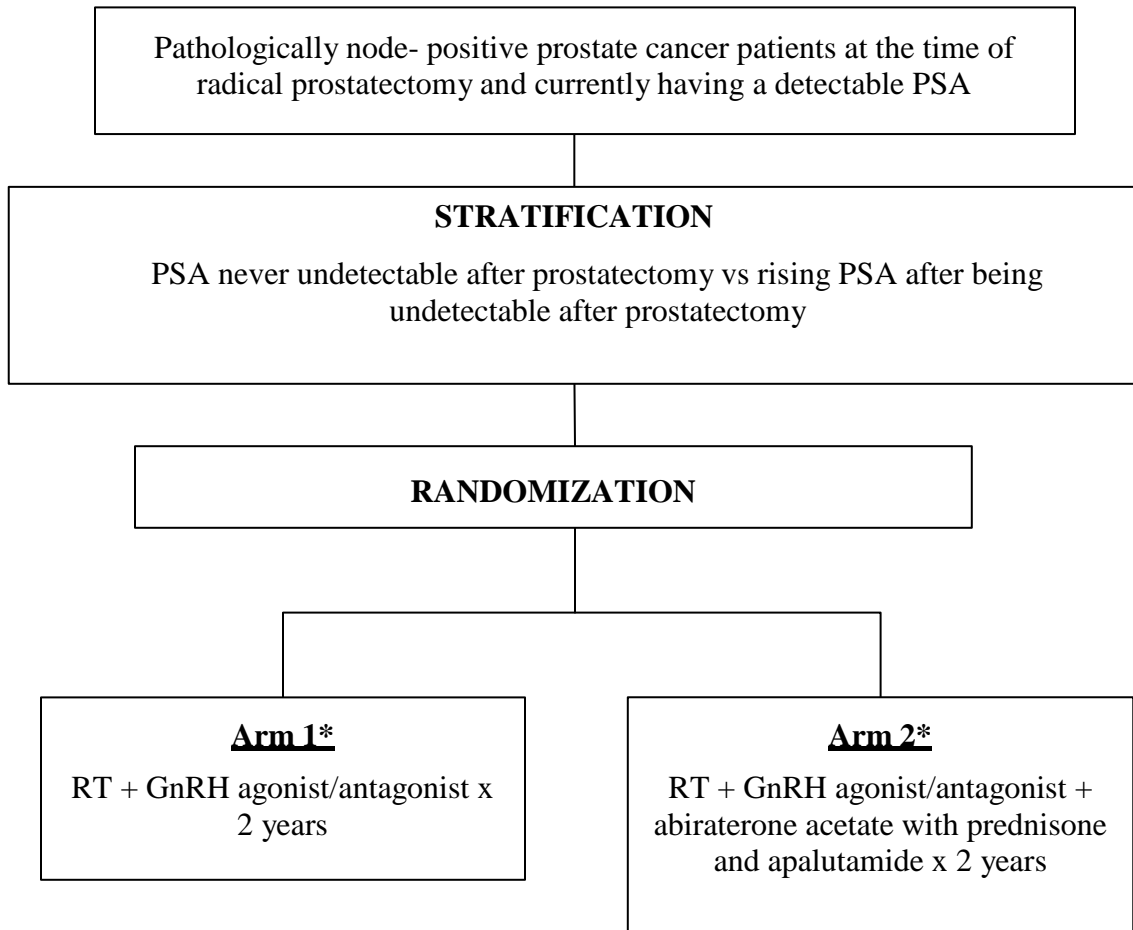 Pathologically node- positive prostate cancer patients at the time of
radical prostatectomy and currently having a detectable PSA
STRATIFICATION
PSA never undetectable after prostatectomy vs rising PSA after being
undetectable after prostatectomy
RANDOMIZATION
Arm 1*
RT + GnRH agonist/antagonist x
2 years
Arm 2*
RT + GnRH agonist/antagonist +
abiraterone acetate with prednisone
and apalutamide x 2 years